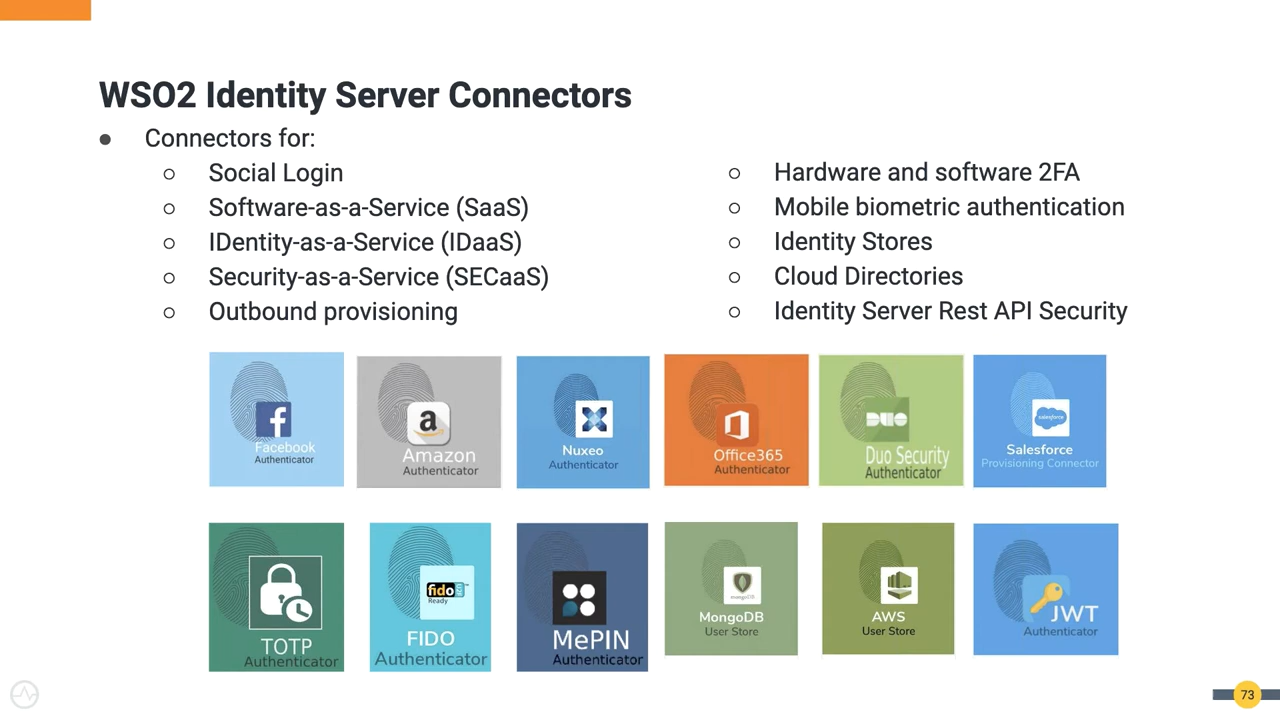 WSO2 Identity Server Connectors
● Connectors for:
○ Social Login
○ Software-as-a-Service (SaaS)
○ IDentity-as-a-Service (IDaaS)
○ Security-as-a-Service (SECaaS)
○ Outbound provisioning
○ Hardware and software 2FA
○ Mobile biometric authentication
○ Identity Stores
○ Cloud Directories
○ Identity Server Rest API Security
Facebook
Authenticator
Amazon
Authenticator
Nuxeo
Authenticator
Office365
Authenticator
DUO
Duo Security
Authenticator
salesforce
Salesforce
Provisioning Connector
TOTP
Authenticator
fido
Ready
FIDO
Authenticator
MePIN
Authenticator
mongoDB
MongoDB
User Store
AWS
User Store
JWT
Authenticator
73